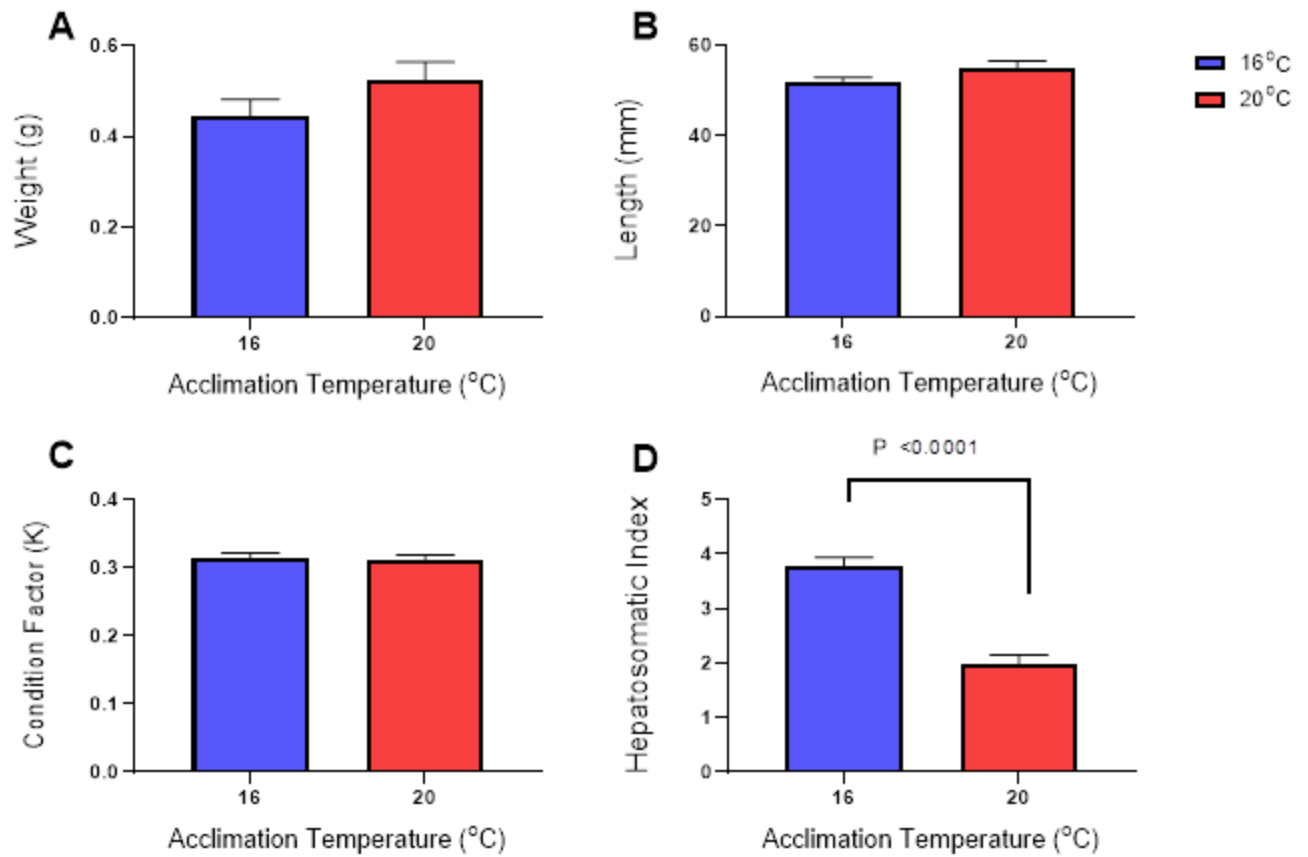 A
Weight (g)
0.6
0.4
0.2
0.0
16
20
Acclimation Temperature (°C)
B
Length (mm)
60
40
20
0
16
20
Acclimation Temperature (°C)
16°C
20°C
C
Condition Factor (K)
0.4
0.3
0.2
0.1
0.0
16
20
Acclimation Temperature (°C)
D
P <0.0001
Hepatosomatic Index
5
4
3
2
1
0
16
20
Acclimation Temperature (°C)